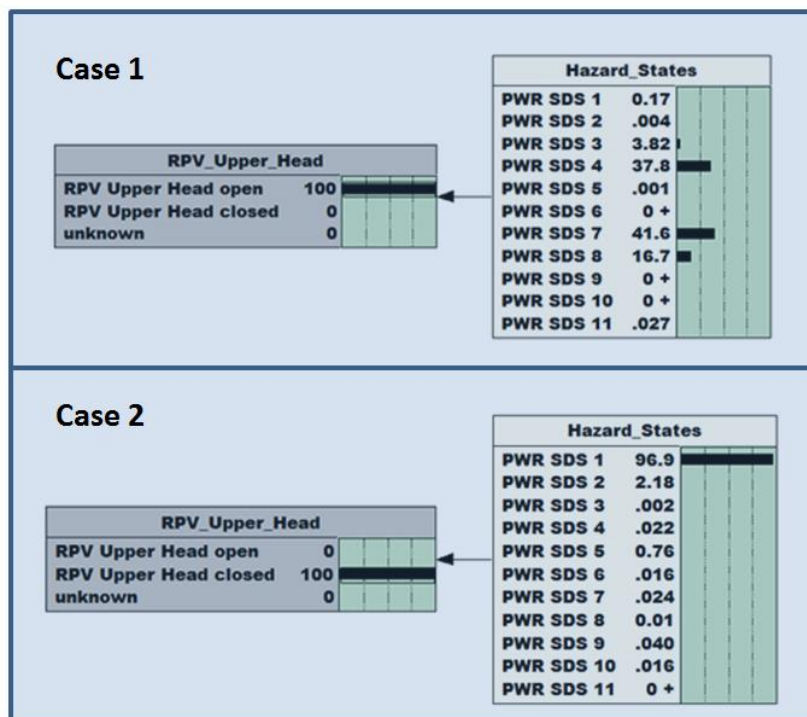 Case 1
RPV_Upper_Head
RPV Upper Head open 100
RPV Upper Head closed 0
unknown 0
Hazard_States
PWR SDS 1 0.17
PWR SDS 2 .004
PWR SDS 3 3.82
PWR SDS 4 37.8
PWR SDS 5 .001
PWR SDS 6 0 +
PWR SDS 7 41.6
PWR SDS 8 16.7
PWR SDS 9 0 +
PWR SDS 10 0 +
PWR SDS 11 .027
Case 2
RPV_Upper_Head
RPV Upper Head open 0
RPV Upper Head closed 100
unknown 0
Hazard_States
PWR SDS 1 96.9
PWR SDS 2 2.18
PWR SDS 3 .002
PWR SDS 4 .022
PWR SDS 5 0.76
PWR SDS 6 .016
PWR SDS 7 .024
PWR SDS 8 0.01
PWR SDS 9 .040
PWR SDS 10 .016
PWR SDS 11 0 +